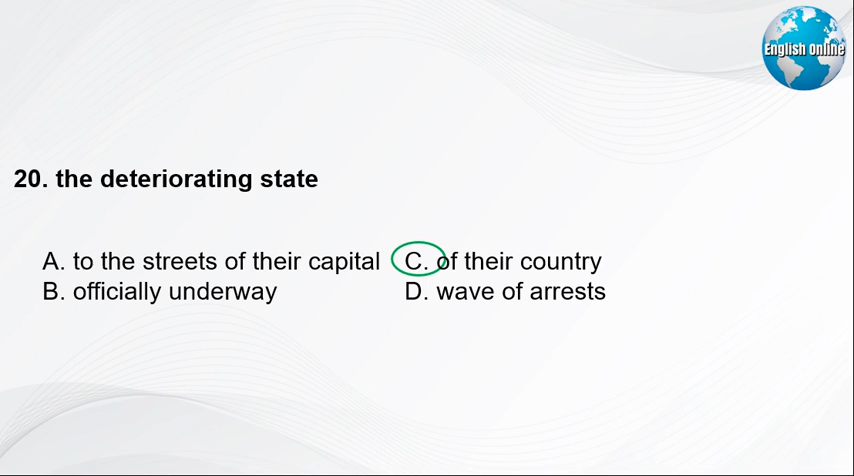 English Online
20. the deteriorating state
A. to the streets of their capital
B. officially underway
C. of their country
D. wave of arrests